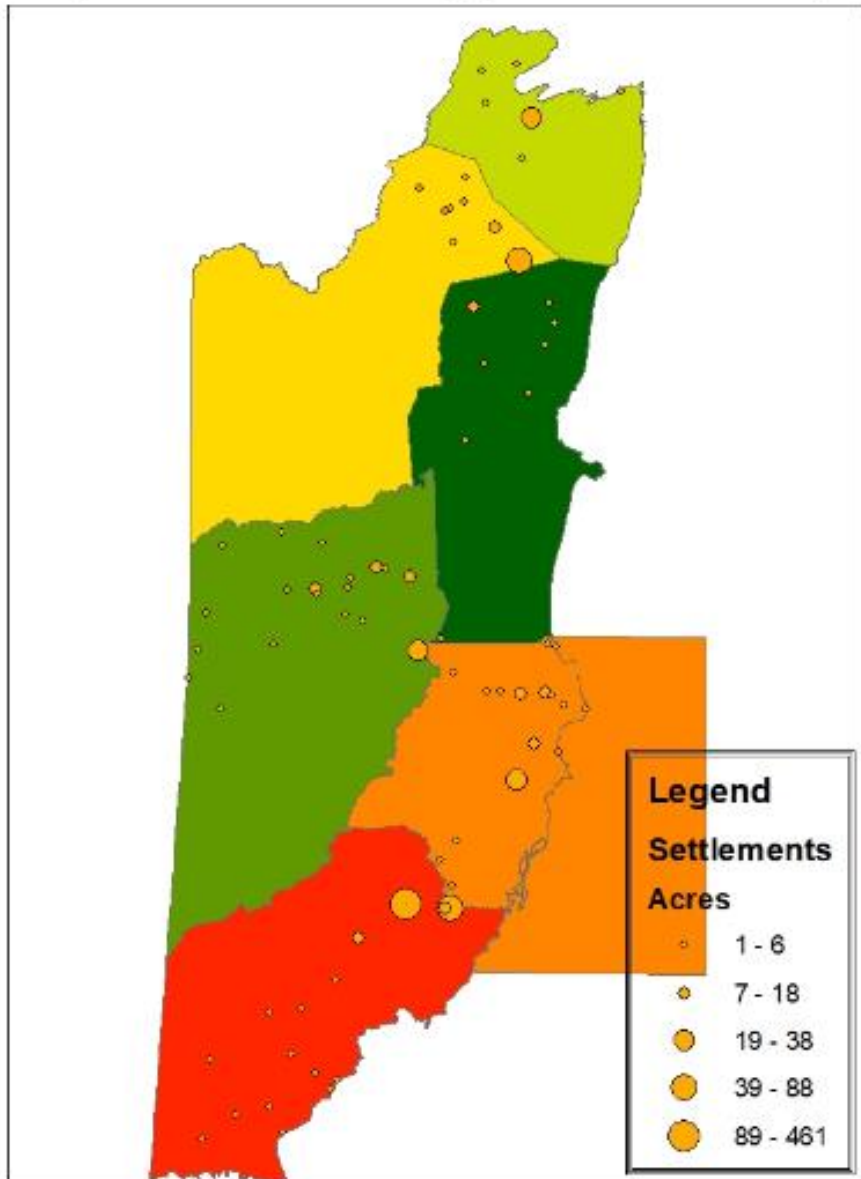 Legend
Settlements
Acres
1 - 6
7 - 18
19 - 38
39 - 88
89 - 461